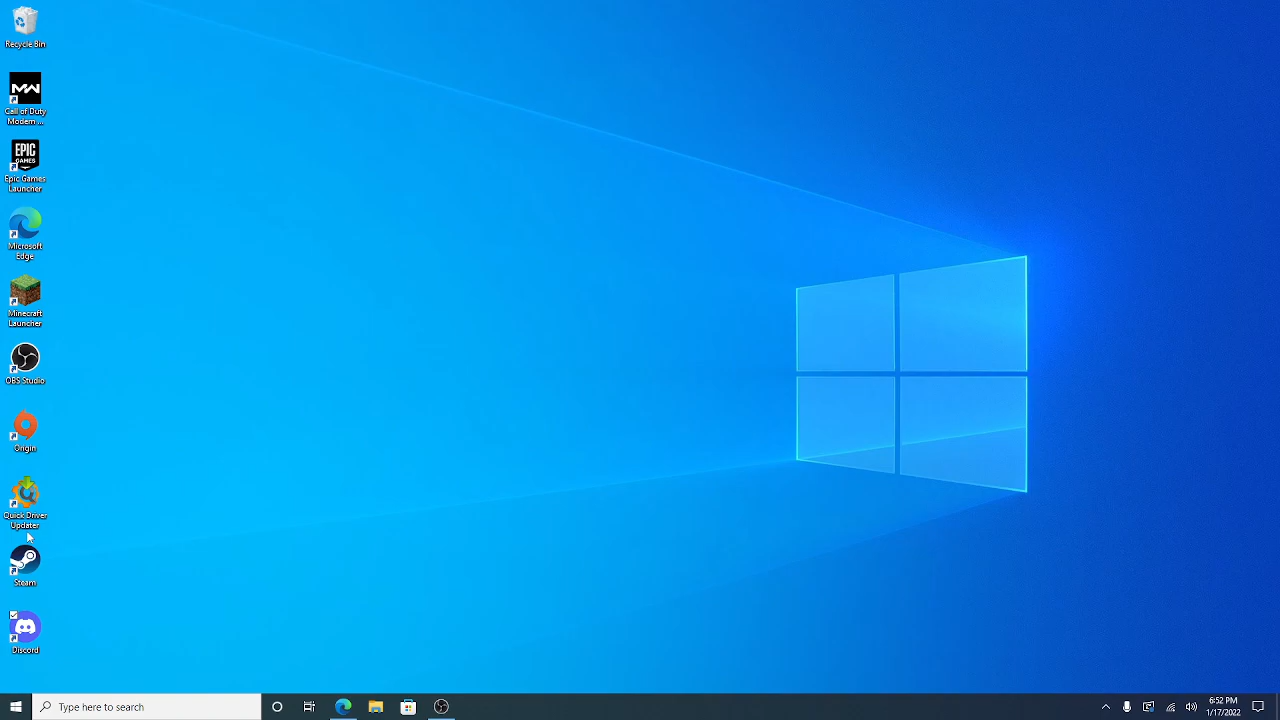 Recycle Bin
MW
Call of Duty
Modern ...
EPIC
GAMES
Epic Games
Launcher
Microsoft
Edge
Minecraft
Launcher
OBS Studio
Origin
Quick Driver
Updater
Steam
Discord
Type here to search
6:52 PM
1/17/2022